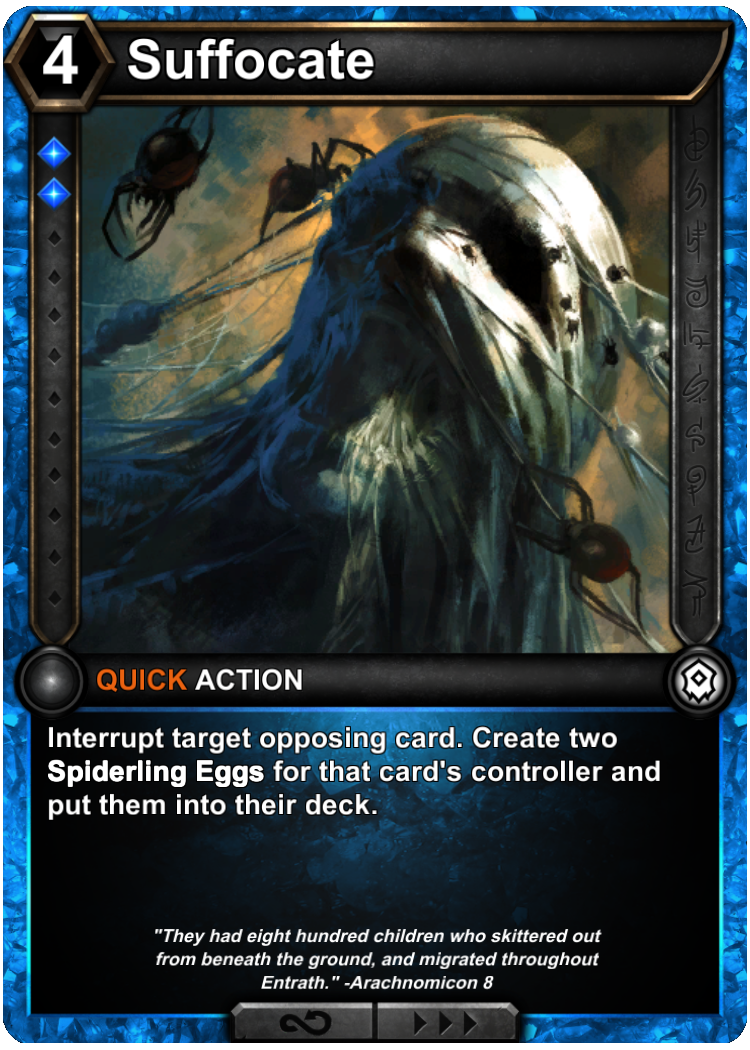 4 Suffocate
QUICK ACTION
Interrupt target opposing card. Create two
Spiderling Eggs for that card's controller and
put them into their deck.
"They had eight hundred children who skittered out
from beneath the ground, and migrated throughout
Entrath." -Arachnomicon 8